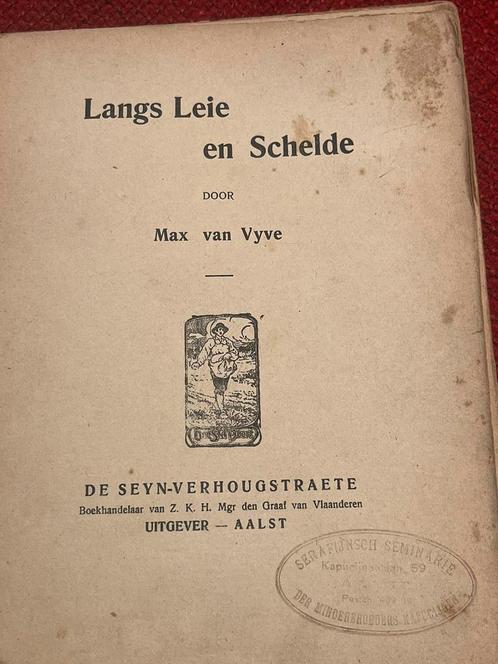 Langs Leie
en Schelde
DOOR
Max van Vyve
DE SEYN-VERHOUGSTRAETE
Boekhandelaar van Z. K. H. Mgr den Graaf van Vlaanderen
UITGEVER — AALST
SERAFIJNSCH SEMINARIE
59
DER MINDERBROEDERS KAPUCIJNEN